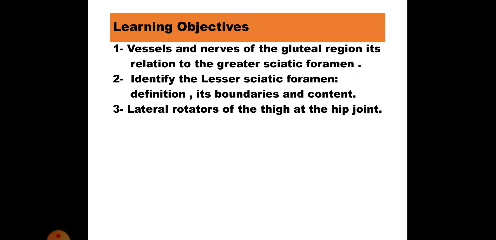 Learning Objectives
1- Vessels and nerves of the gluteal region its
relation to the greater sciatic foramen .
2- Identify the Lesser sciatic foramen:
definition , its boundaries and content.
3- Lateral rotators of the thigh at the hip joint.